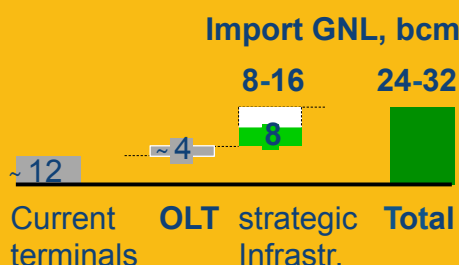 Import GNL, bcm
8-16
24-32
8
~ 4
~ 12
Current terminals
OLT
strategic Infrastr.
Total